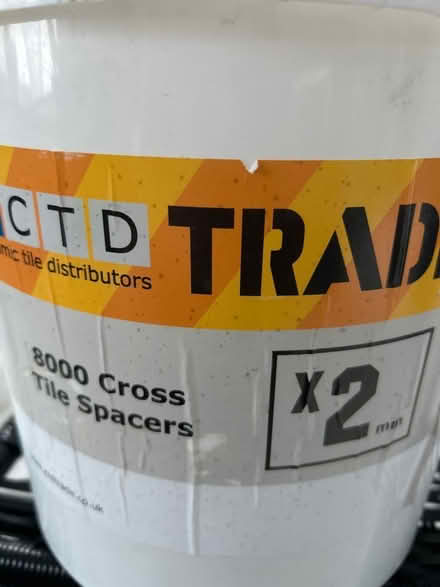 CTD TRAD
mic tile distributors
8000 Cross
Tile Spacers
X2 mm